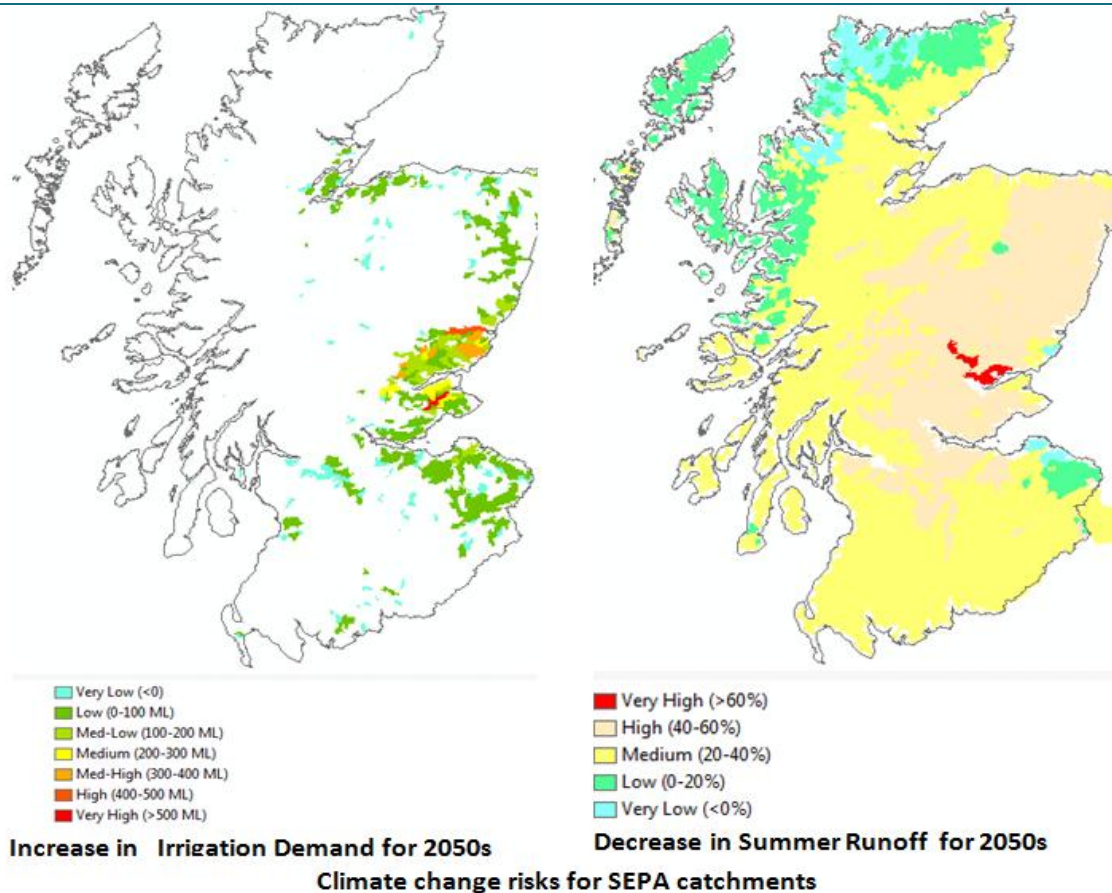 Very Low (<0)
Low (0-100 ML)
Med-Low (100-200 ML)
Medium (200-300 ML)
Med-High (300-400 ML)
High (400-500 ML)
Very High (>500 ML)
Increase in Irrigation Demand for 2050s
Very High (>60%)
High (40-60%)
Medium (20-40%)
Low (0-20%)
Very Low (<0%)
Decrease in Summer Runoff for 2050s
Climate change risks for SEPA catchments